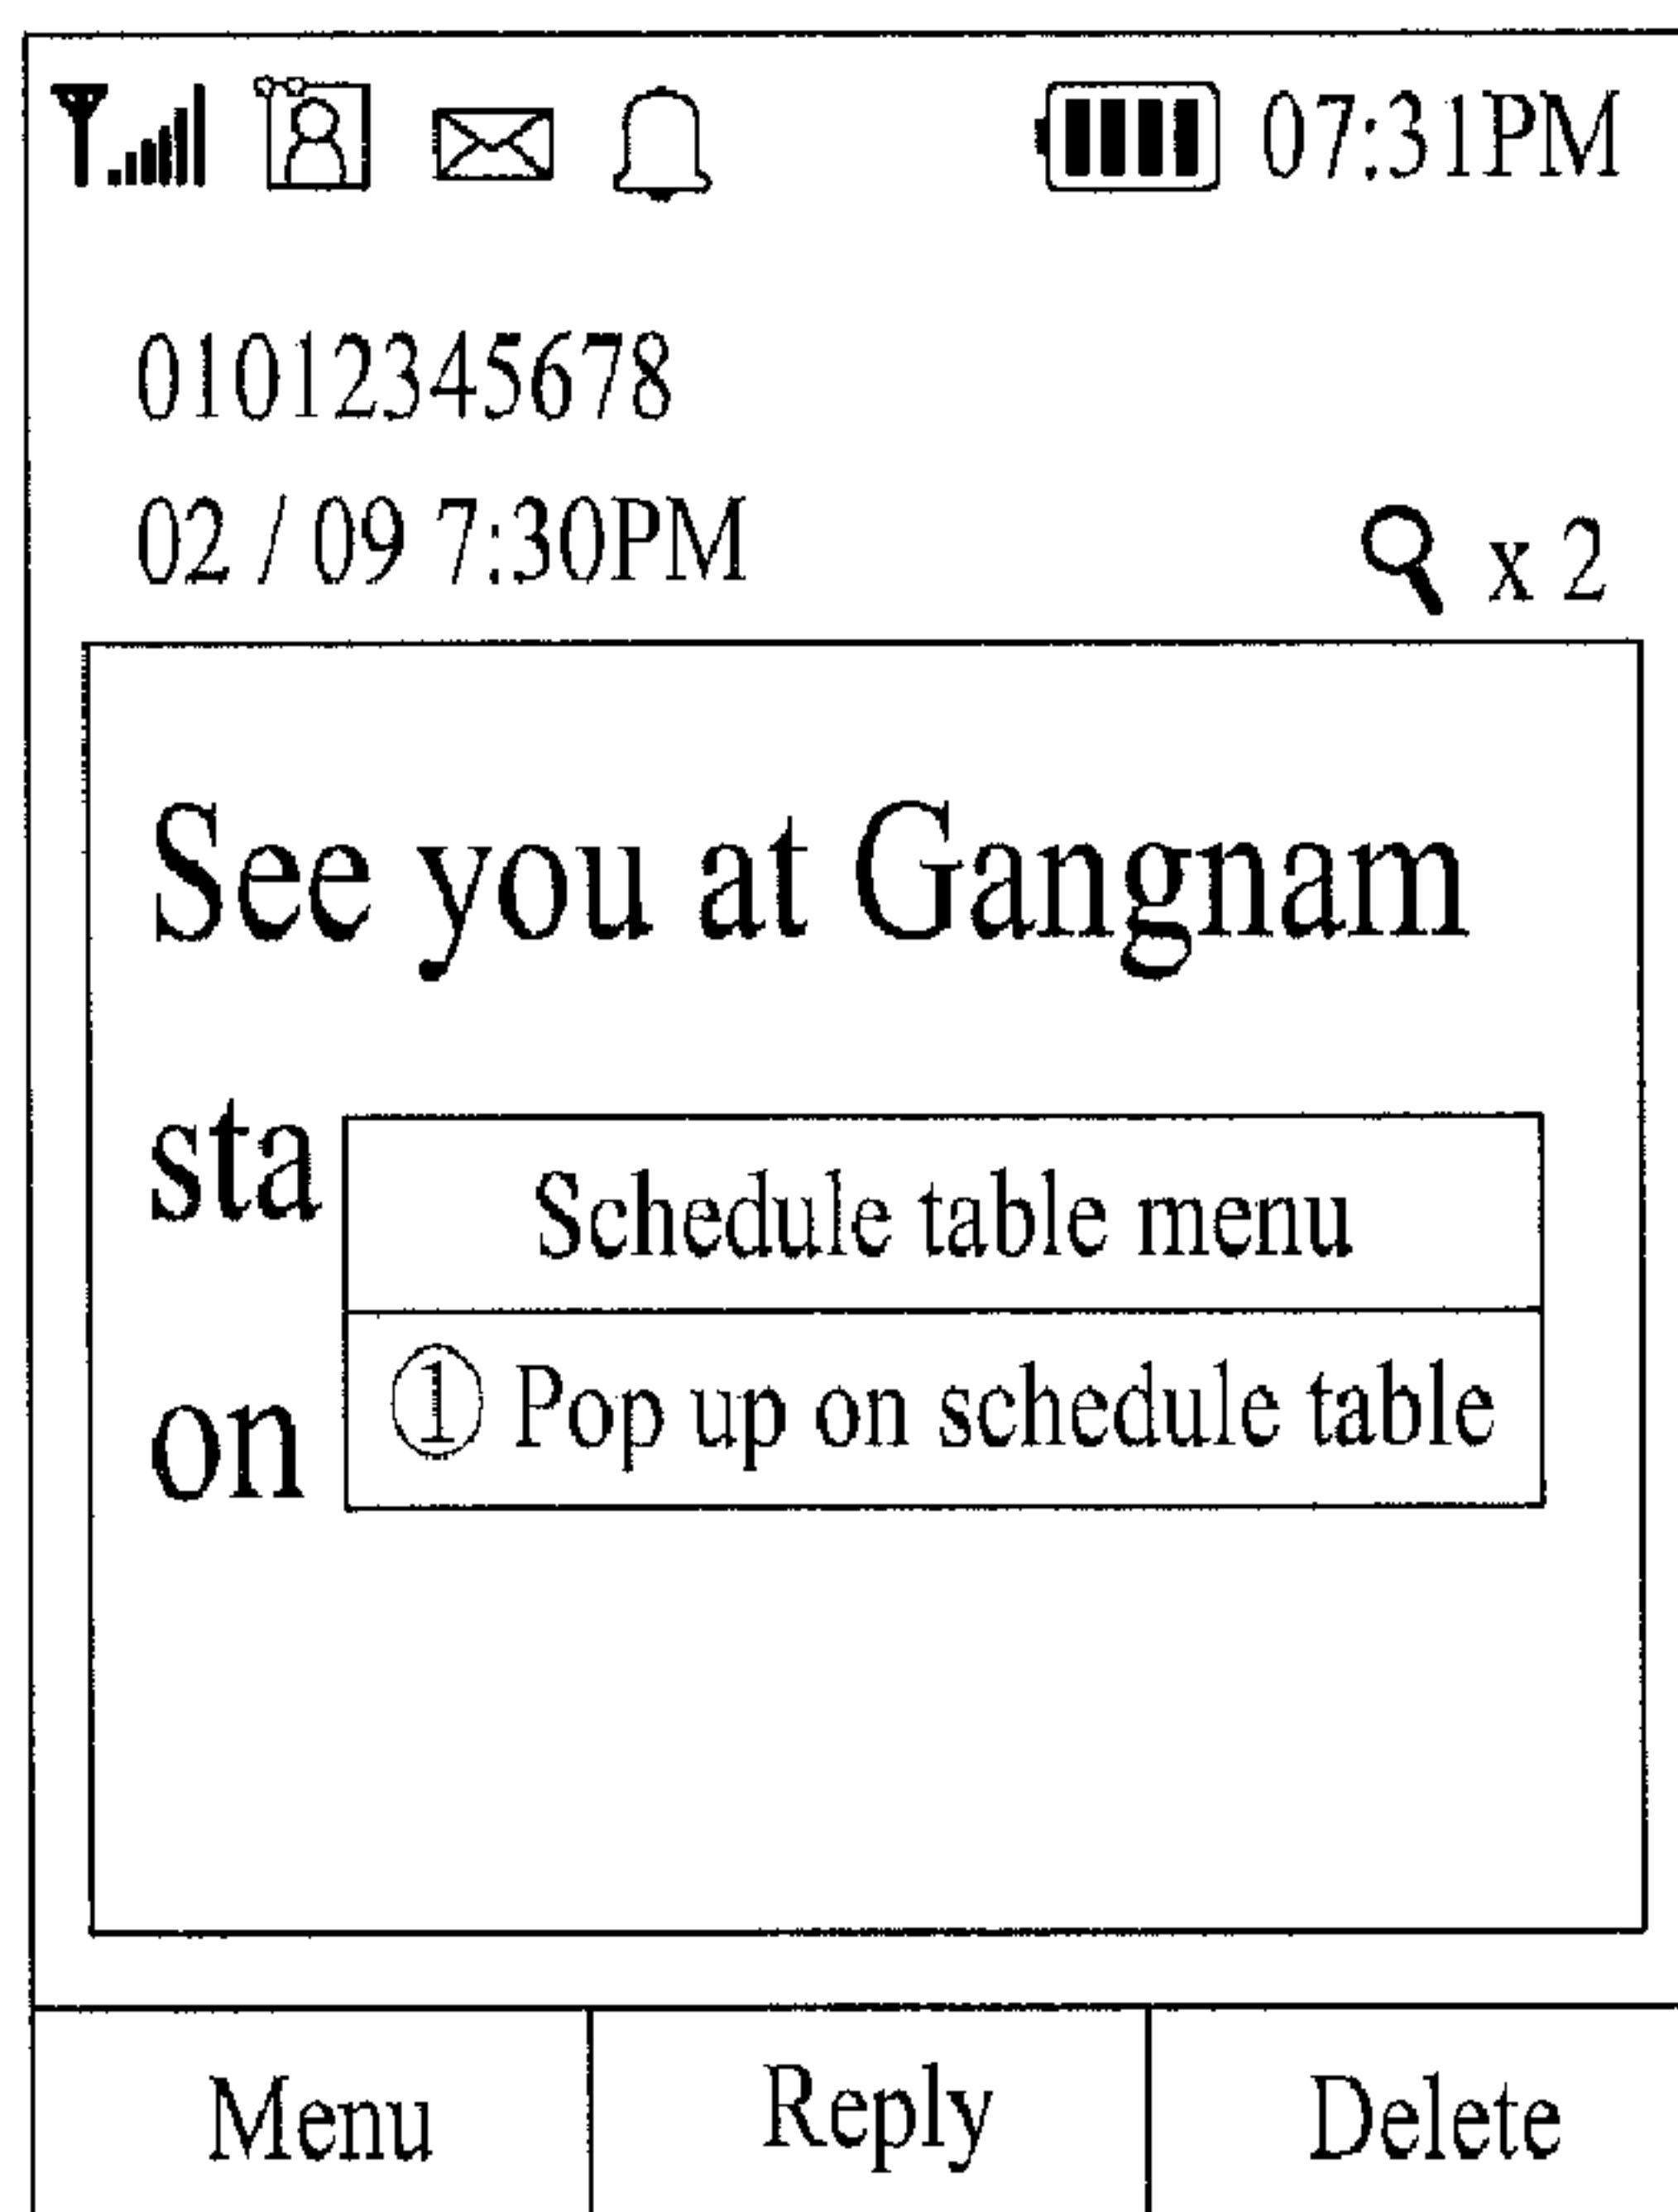 07:31PM
01012345678
02 / 09 7:30PM
x 2
See you at Gangnam
sta
Schedule table menu
on
① Pop up on schedule table
Menu
Reply
Delete